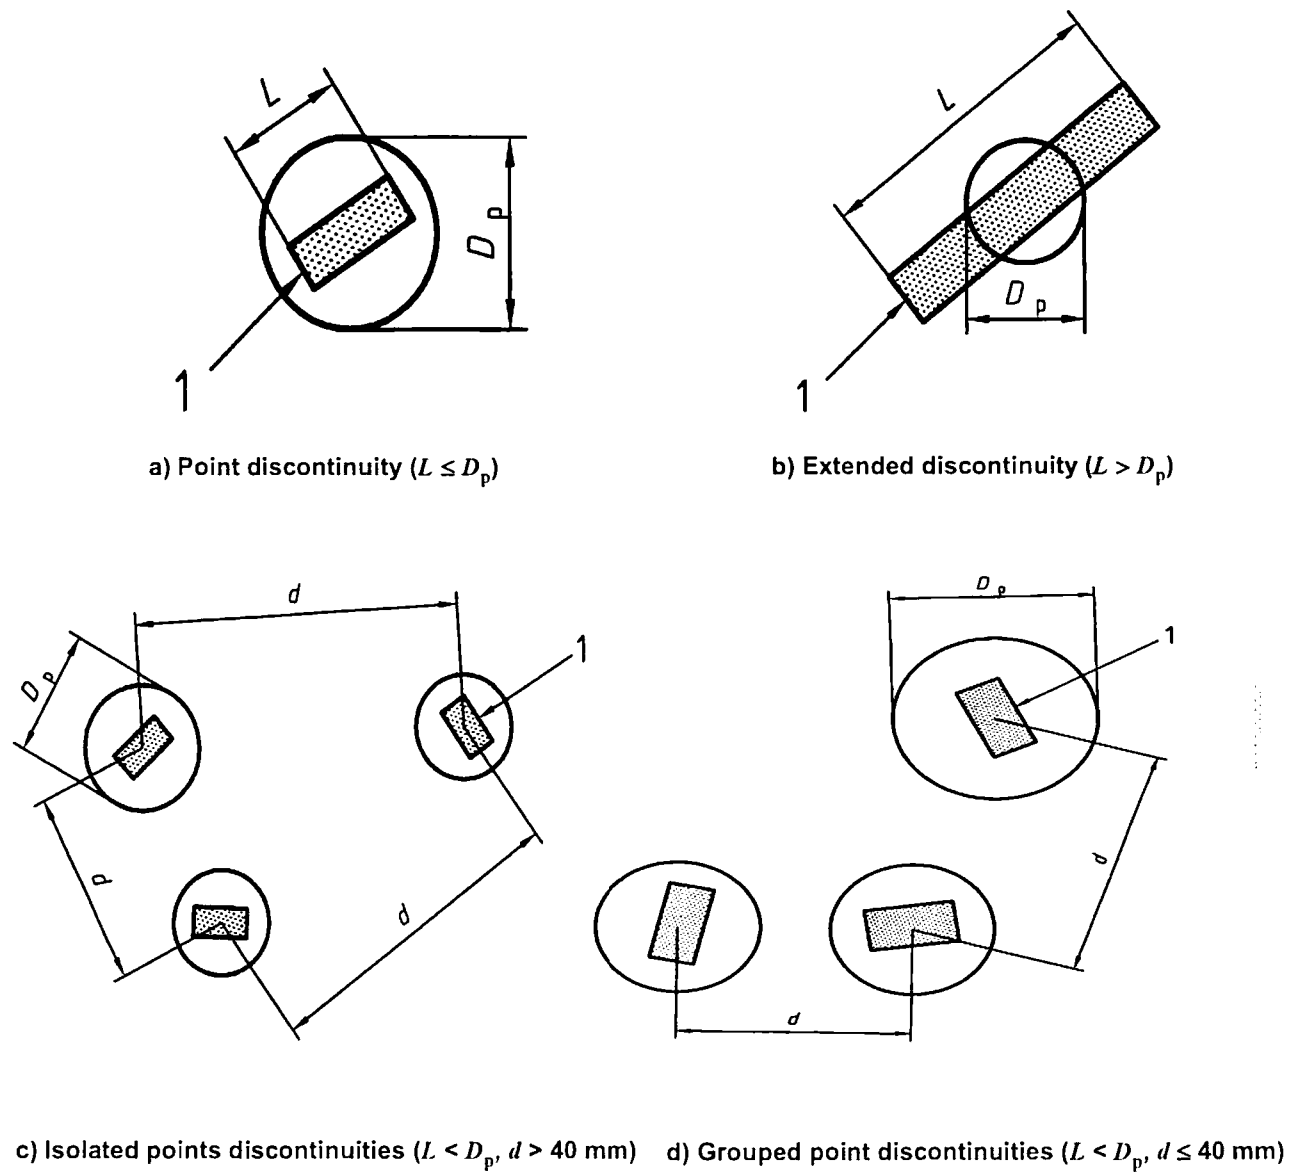 L
D p
1
a) Point discontinuity (L ≤ Dp)
L
D p
1
b) Extended discontinuity (L > Dp)
d
D p
1
d
d
c) Isolated points discontinuities (L < Dp, d > 40 mm)
D p
1
d
d
d) Grouped point discontinuities (L < Dp, d ≤ 40 mm)